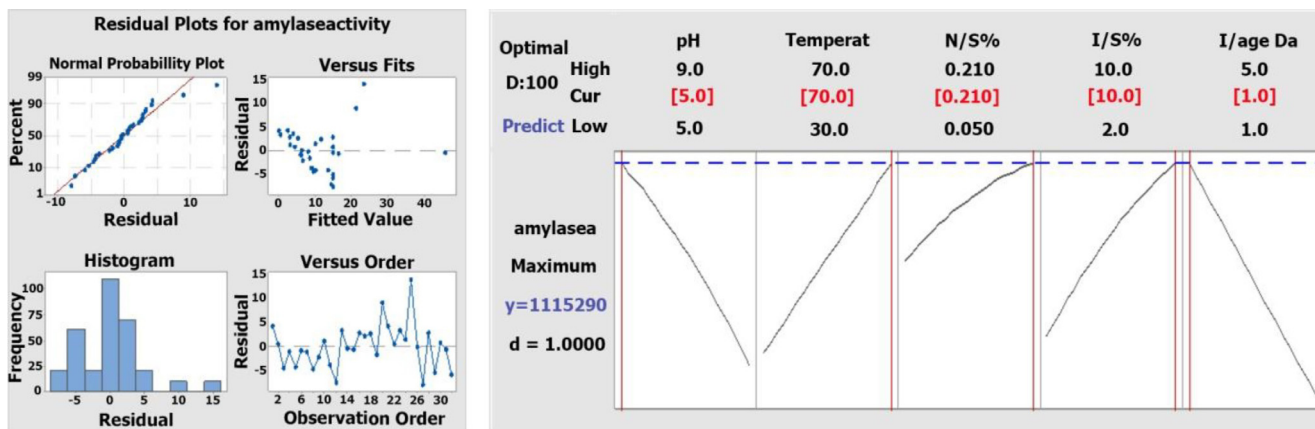 Residual Plots for amylaseactivity
Normal Probabillity Plot
99
90
50
10
1
Percent
-10
0
10
Residual
Versus Fits
15
10
5
0
-5
Residual
0
10
20
30
40
Fitted Value
Histogram
100
75
50
25
0
Frequency
-5
0
5
10
15
Residual
Versus Order
15
10
5
0
-5
Residual
2
6
10
14
18
22
26
30
Observation Order
Optimal
D:100
Predict
High
Cur
Low
pH
9.0
[5.0]
5.0
Temperat
70.0
[70.0]
30.0
N/S%
0.210
[0.210]
0.050
I/S%
10.0
[10.0]
2.0
I/age Da
5.0
[1.0]
1.0
amylasea
Maximum
y=1115290
d = 1.0000